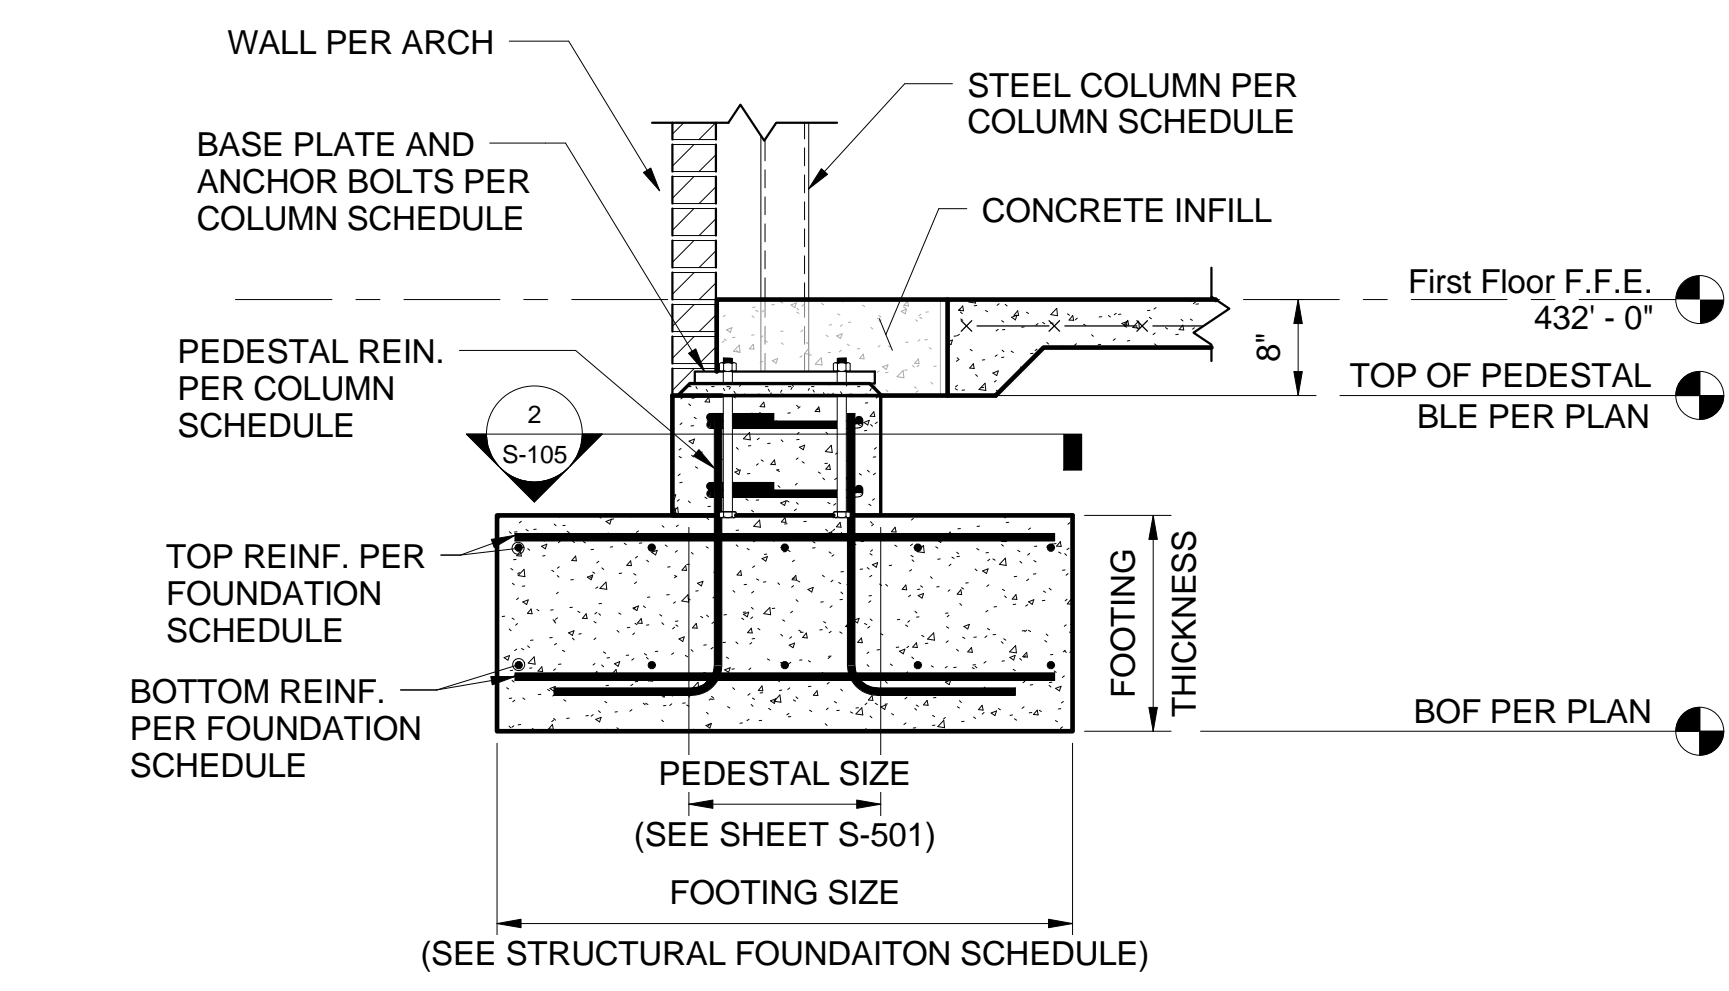 WALL PER ARCH
STEEL COLUMN PER
COLUMN SCHEDULE
BASE PLATE AND
ANCHOR BOLTS PER
COLUMN SCHEDULE
CONCRETE INFILL
First Floor F.F.E.
432' - 0"
8"
PEDESTAL REIN.
PER COLUMN
SCHEDULE
TOP OF PEDESTAL
BLE PER PLAN
2
S-105
TOP REINF. PER
FOUNDATION
SCHEDULE
FOOTING
THICKNESS
BOTTOM REINF.
PER FOUNDATION
SCHEDULE
BOF PER PLAN
PEDESTAL SIZE
(SEE SHEET S-501)
FOOTING SIZE
(SEE STRUCTURAL FOUNDAITON SCHEDULE)